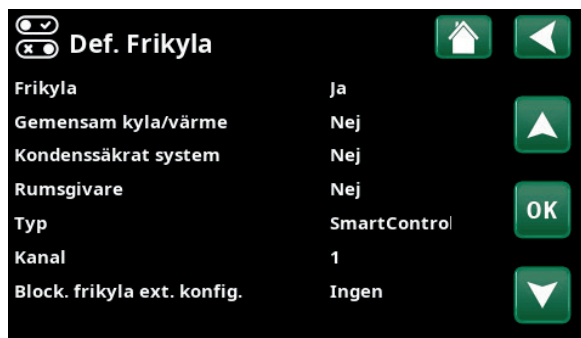 Def. Frikyla
Frikyla Ja
Gemensam kyla/värme Nej
Kondenssäkrat system Nej
Rumsgivare Nej
OK
Typ SmartControl
Kanal 1
Block. frikyla ext. konfig. Ingen